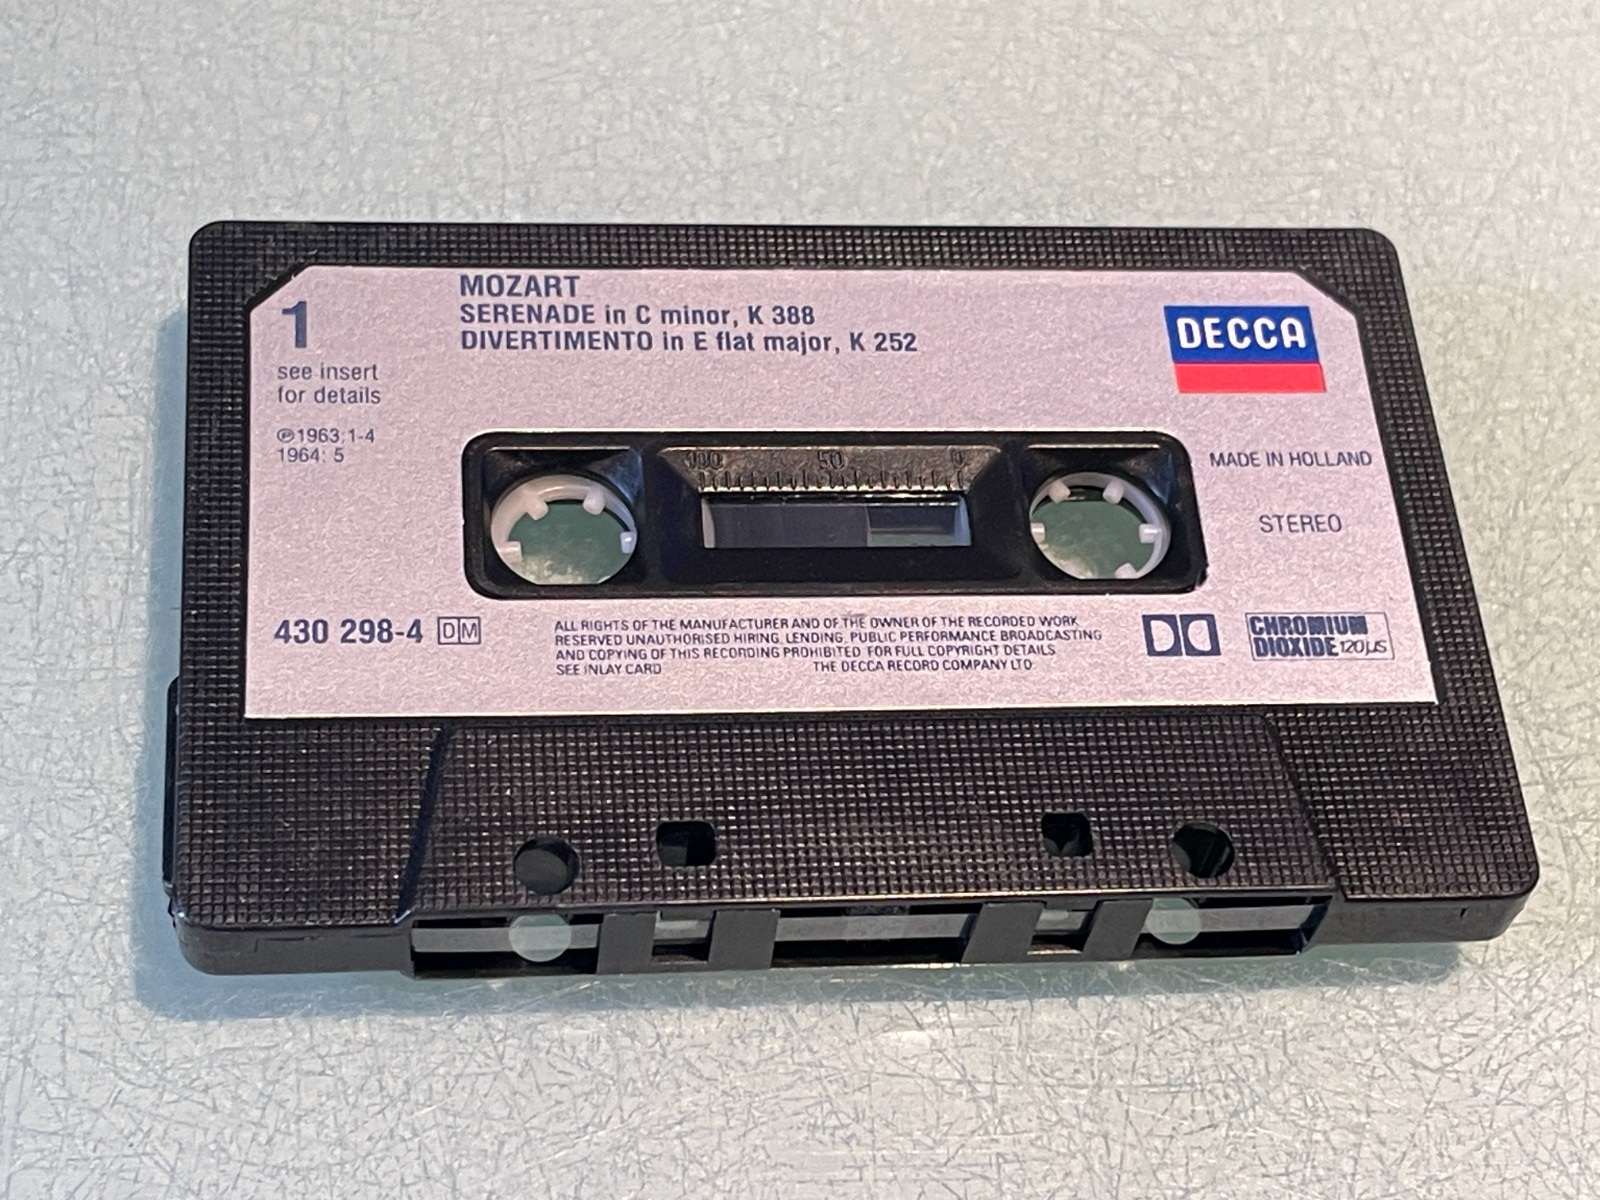 1
see insert
for details
℗1963:1-4
1964: 5
MOZART
SERENADE in C minor, K 388
DIVERTIMENTO in E flat major, K 252
DECCA
100 50 0
MADE IN HOLLAND
STEREO
430 298-4 DM
ALL RIGHTS OF THE MANUFACTURER AND OF THE OWNER OF THE RECORDED WORK
RESERVED UNAUTHORISED HIRING, LENDING, PUBLIC PERFORMANCE BROADCASTING
AND COPYING OF THIS RECORDING PROHIBITED FOR FULL COPYRIGHT DETAILS
SEE INLAY CARD THE DECCA RECORD COMPANY LTD
CHROMIUM
DIOXIDE 120µS